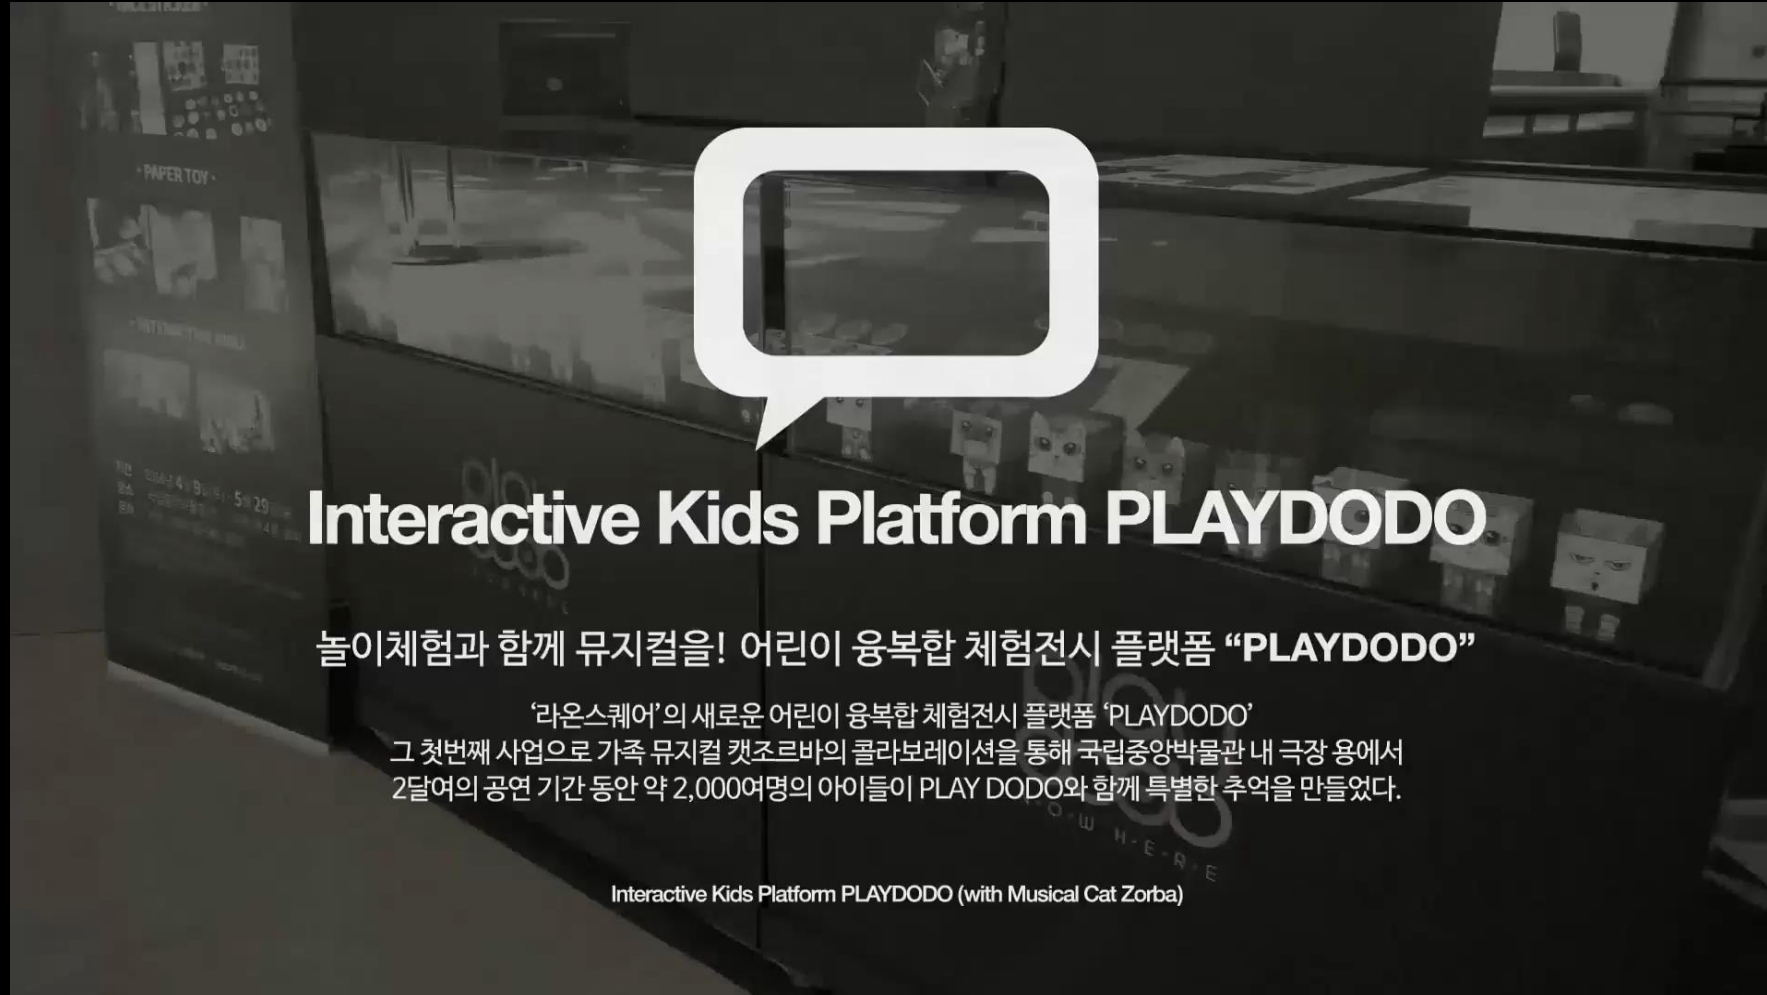 · PAPER TOY ·
· INTERACTIVE WALL ·
Interactive Kids Platform PLAYDODO
놀이체험과 함께 뮤지컬을! 어린이 융복합 체험전시 플랫폼 “PLAYDODO”
‘라온스퀘어’의 새로운 어린이 융복합 체험전시 플랫폼 ‘PLAYDODO’
그 첫번째 사업으로 가족 뮤지컬 캣조르바의 콜라보레이션을 통해 국립중앙박물관 내 극장 용에서
2달여의 공연 기간 동안 약 2,000여명의 아이들이 PLAY DODO와 함께 특별한 추억을 만들었다.
Interactive Kids Platform PLAYDODO (with Musical Cat Zorba)